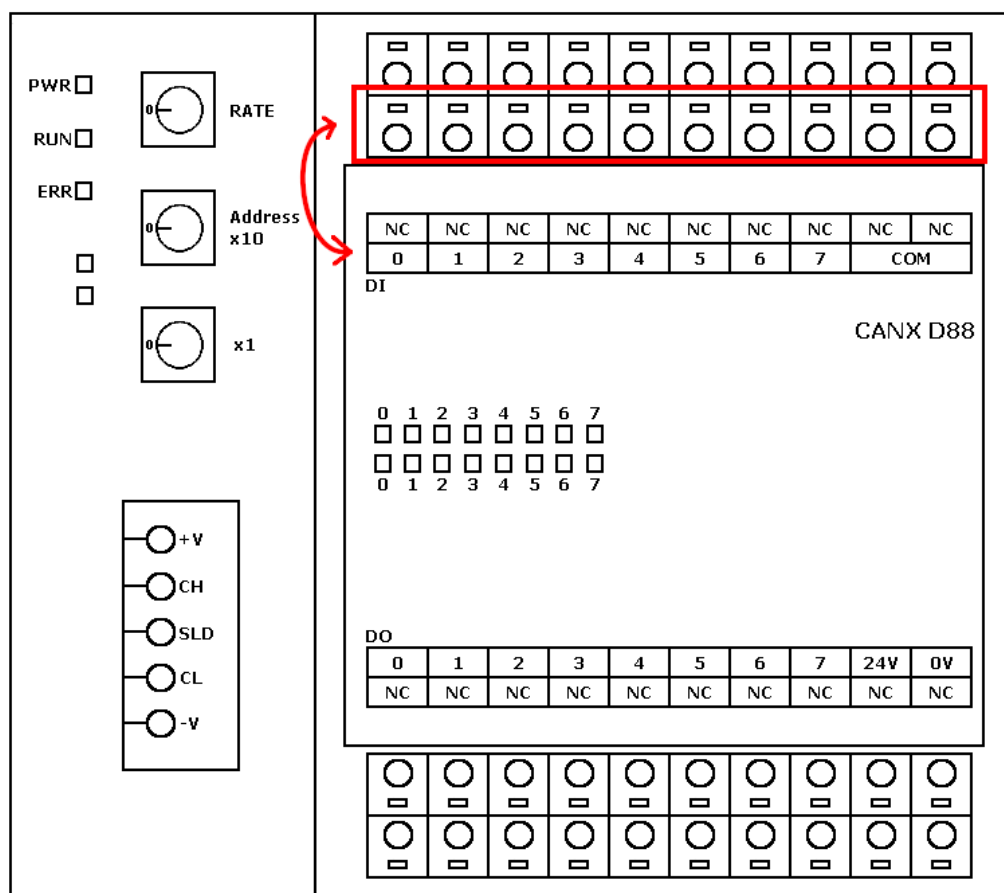 PWR
0
RATE
RUN
ERR
0
Address
x10
0
x1
+V
CH
SLD
CL
-V
NC NC NC NC NC NC NC NC NC NC
0 1 2 3 4 5 6 7 COM
DI
CANX D88
0 1 2 3 4 5 6 7
0 1 2 3 4 5 6 7
DO
0 1 2 3 4 5 6 7 24V 0V
NC NC NC NC NC NC NC NC NC NC